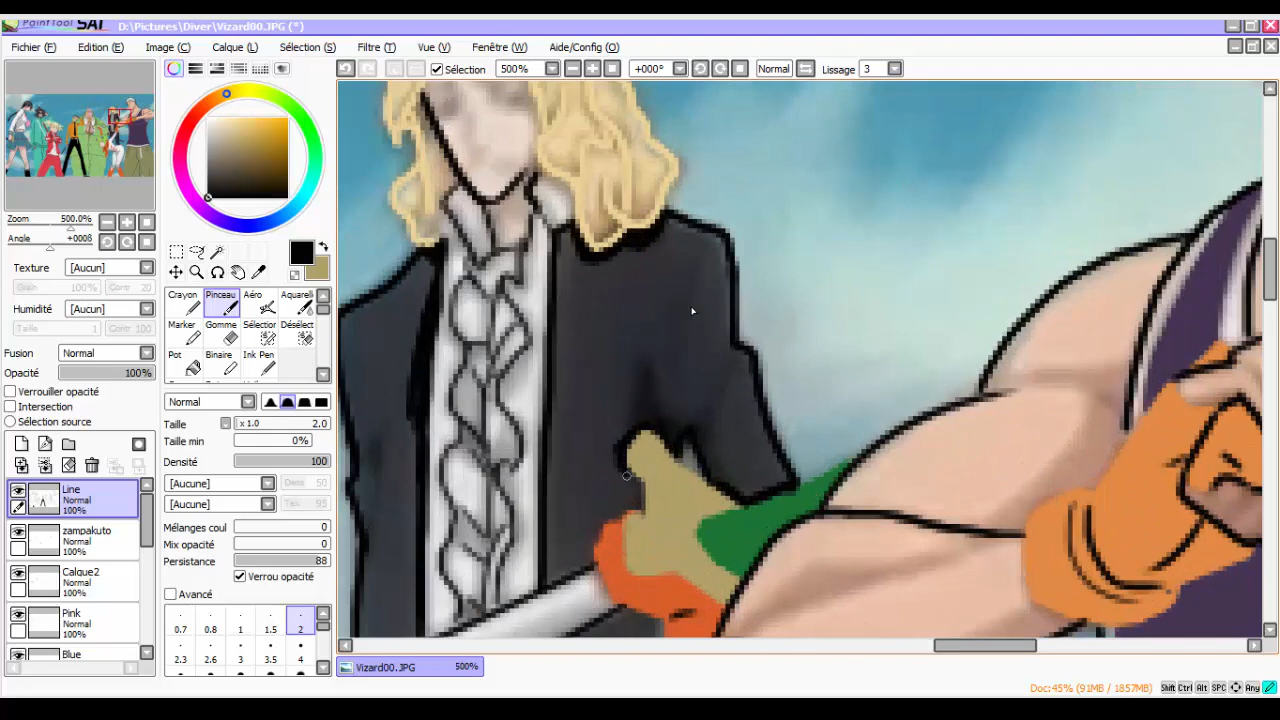 PaintTool SAI D:\Pictures\Diver\Vizard00.JPG (*)
Fichier (F) Edition (E) Image (C) Calque (L) Sélection (S) Filtre (T) Vue (V) Fenêtre (W) Aide/Config (O)
Sélection 500% +000° Normal Lissage 3
Zoom 500.0%
Angle +000ß
Texture [Aucun]
Grain 100% Contr 20
Humidité [Aucun]
Taille 1 Contr 100
Fusion Normal
Opacité 100%
Verrouiller opacité
Intersection
Sélection source
Line
Normal
100%
zampakuto
Normal
100%
Calque2
Normal
100%
Pink
Normal
100%
Blue
Crayon Pinceau Aéro Aquarel
Marker Gomme Sélection Désélect
Pot Binaire Ink Pen
Normal
Taille x 1.0 2.0
Taille min 0%
Densité 100
[Aucune] Dens 50
[Aucune] 95
Mélanges coul 0
Mix opacité 0
Persistance 88
Verrou opacité
Avancé
0.7 0.8 1 1.5 2
2.3 2.6 3 3.5 4
Vizard00.JPG 500%
Doc:45% (91MB / 1857MB) Shift Ctrl Alt SPC Any